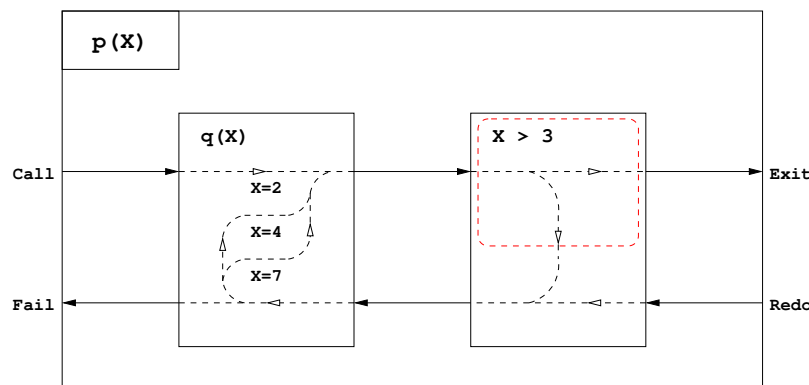 p(X)
q(X)
X > 3
Call
Exit
X=2
X=4
X=7
Fail
Redo